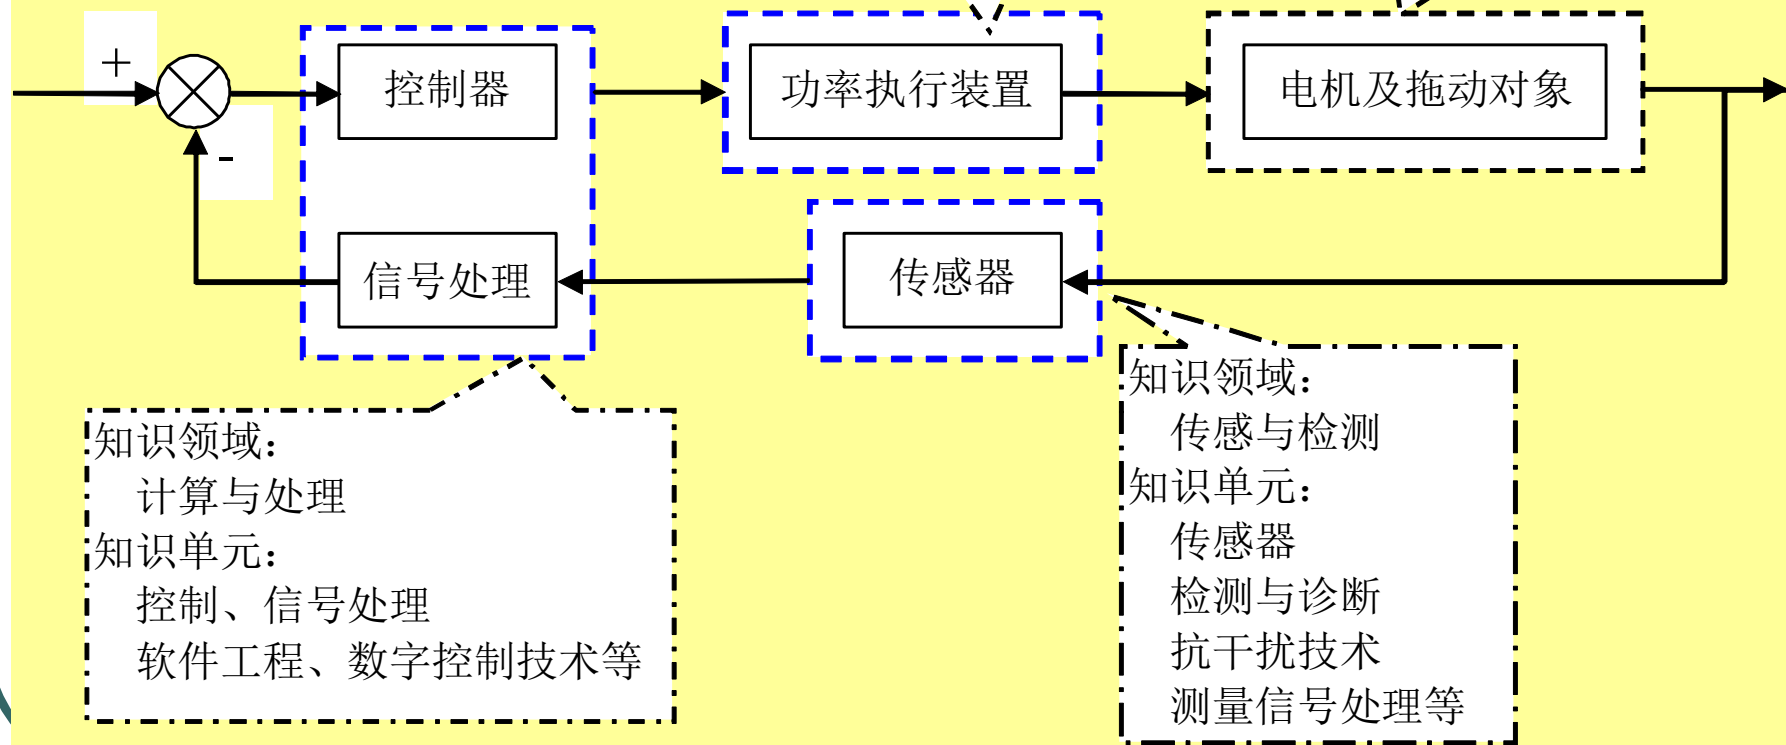 +
控制器
功率执行装置
电机及拖动对象
-
信号处理
传感器
知识领域：
计算与处理
知识单元：
控制、信号处理
软件工程、数字控制技术等
知识领域：
传感与检测
知识单元：
传感器
检测与诊断
抗干扰技术
测量信号处理等